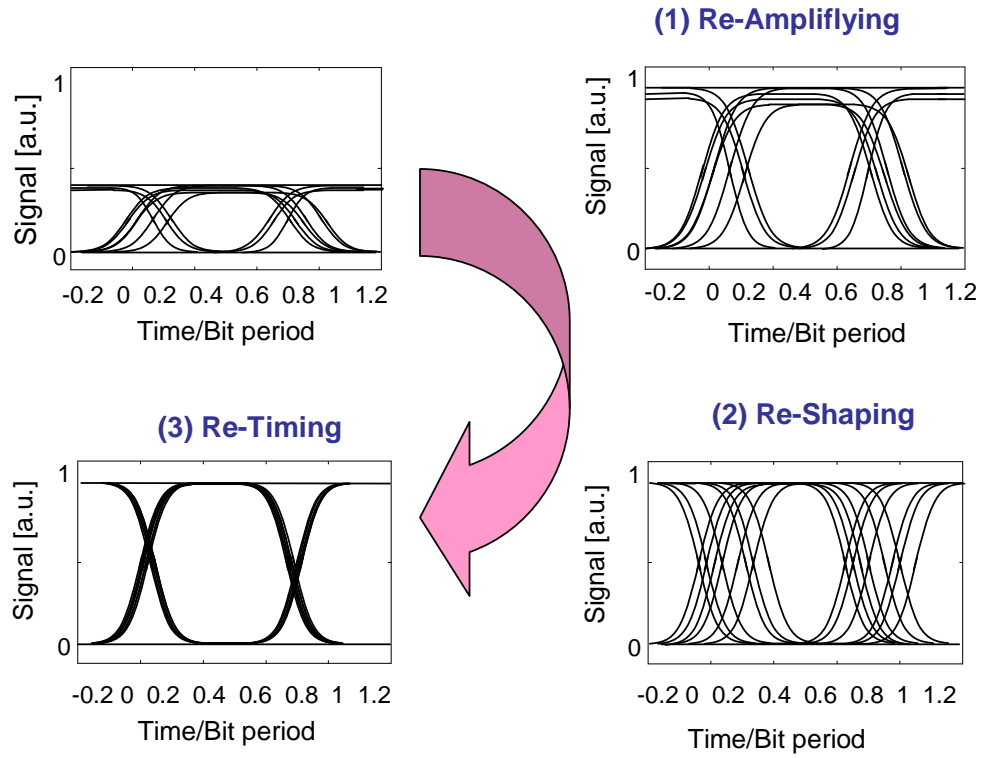 (1) Re-Ampliflying
1
Signal [a.u.]
0
-0.2 0 0.2 0.4 0.6 0.8 1 1.2
Time/Bit period
1
Signal [a.u.]
0
-0.2 0 0.2 0.4 0.6 0.8 1 1.2
Time/Bit period
(3) Re-Timing
1
Signal [a.u.]
0
-0.2 0 0.2 0.4 0.6 0.8 1 1.2
Time/Bit period
(2) Re-Shaping
1
Signal [a.u.]
0
-0.2 0 0.2 0.4 0.6 0.8 1 1.2
Time/Bit period